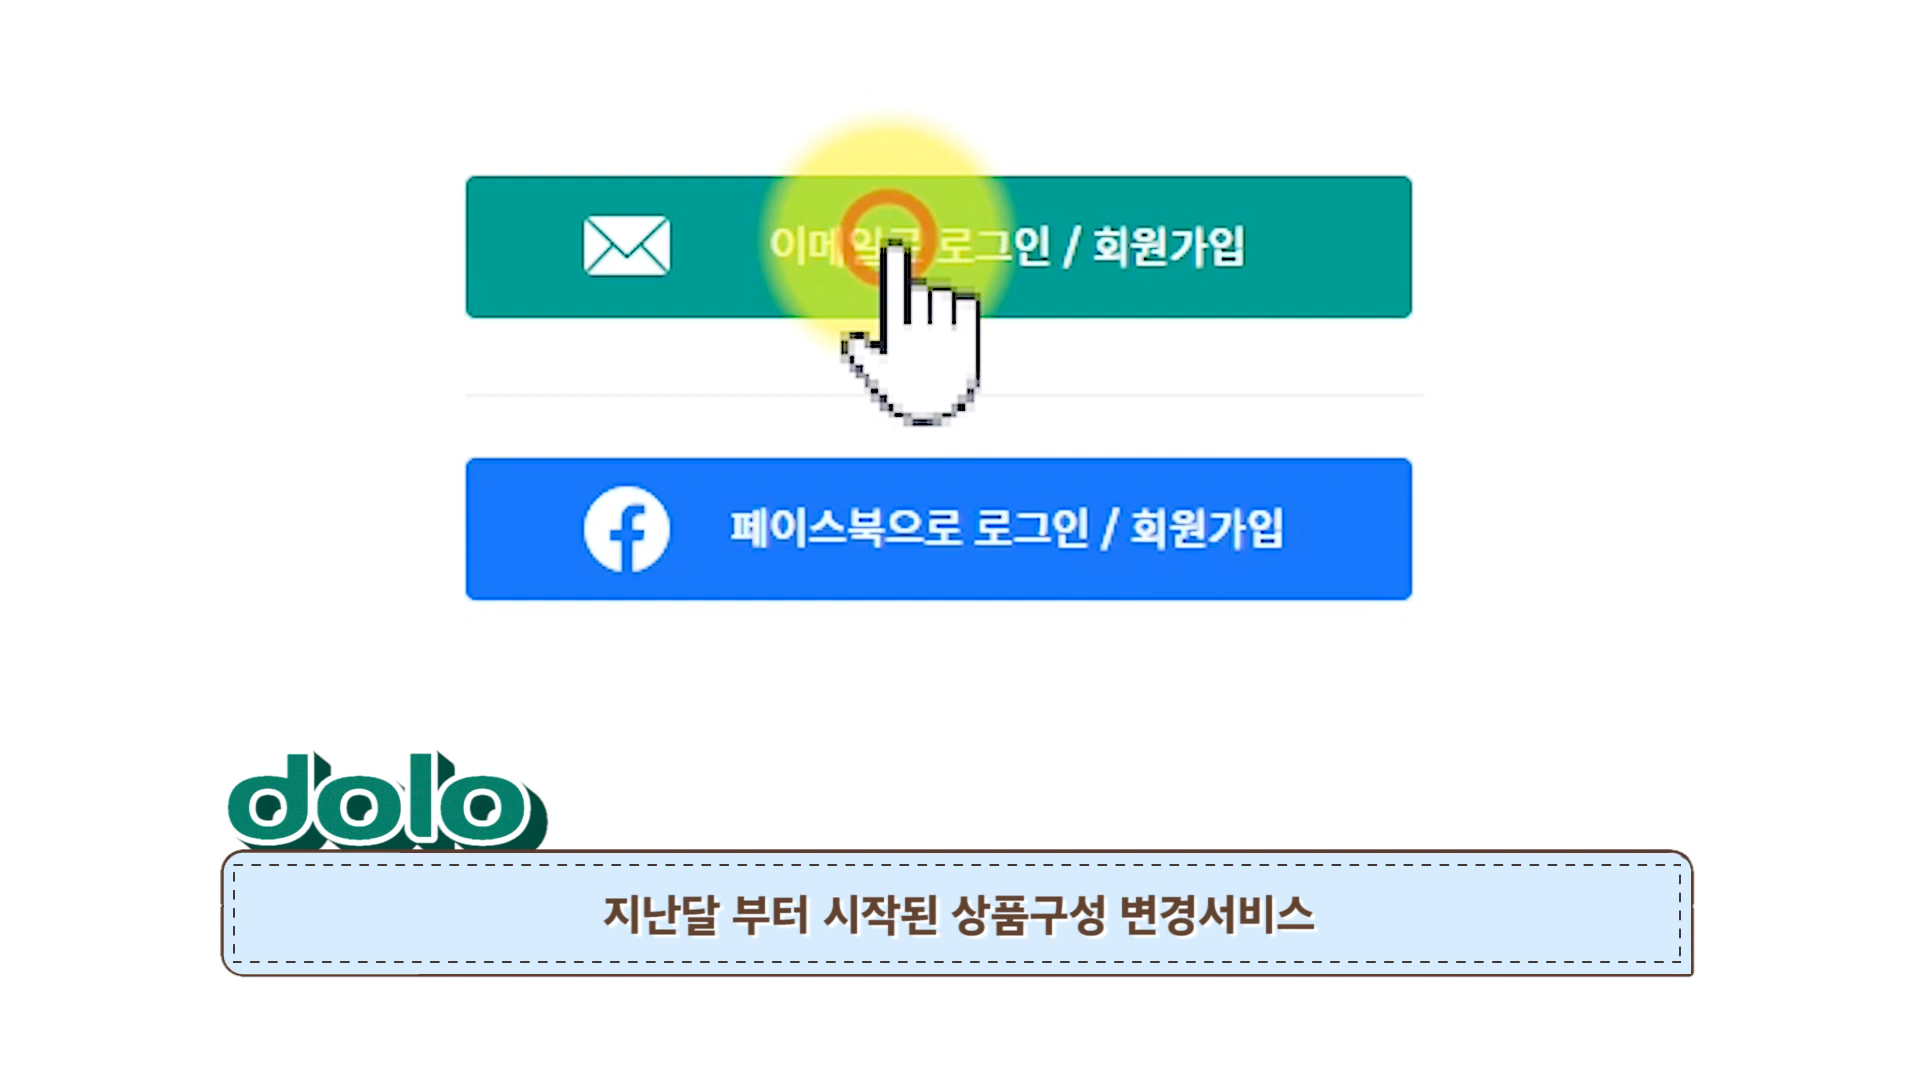 이메일로 로그인 / 회원가입
페이스북으로 로그인 / 회원가입
dolo
지난달 부터 시작된 상품구성 변경서비스